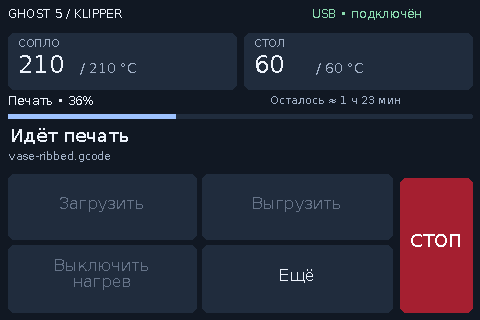 GHOST 5 / KLIPPER
USB • подключён
СОПЛО
210 / 210 °C
СТОЛ
60 / 60 °C
Печать • 36%
Осталось ≈ 1 ч 23 мин
Идёт печать
vase-ribbed.gcode
Загрузить
Выгрузить
Выключить
нагрев
Ещё
СТОП